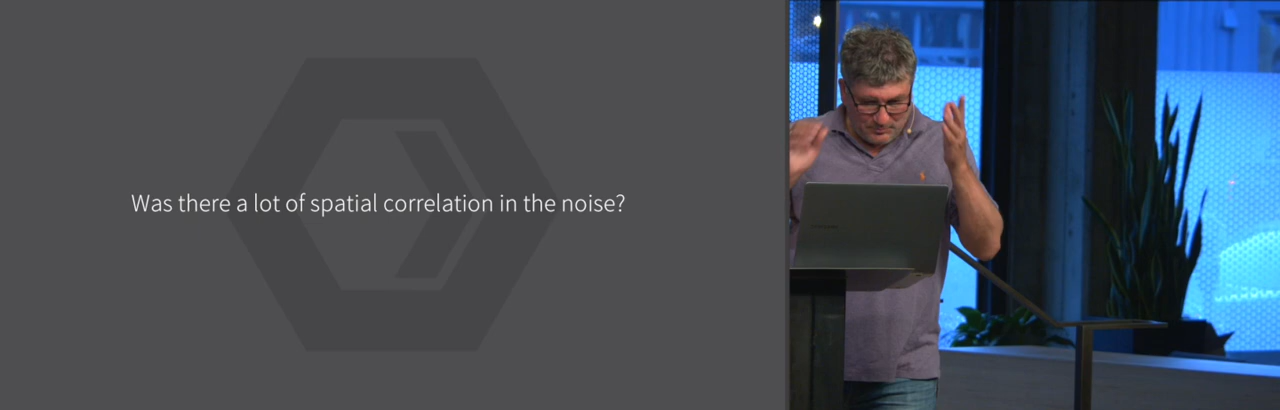 Was there a lot of spatial correlation in the noise?